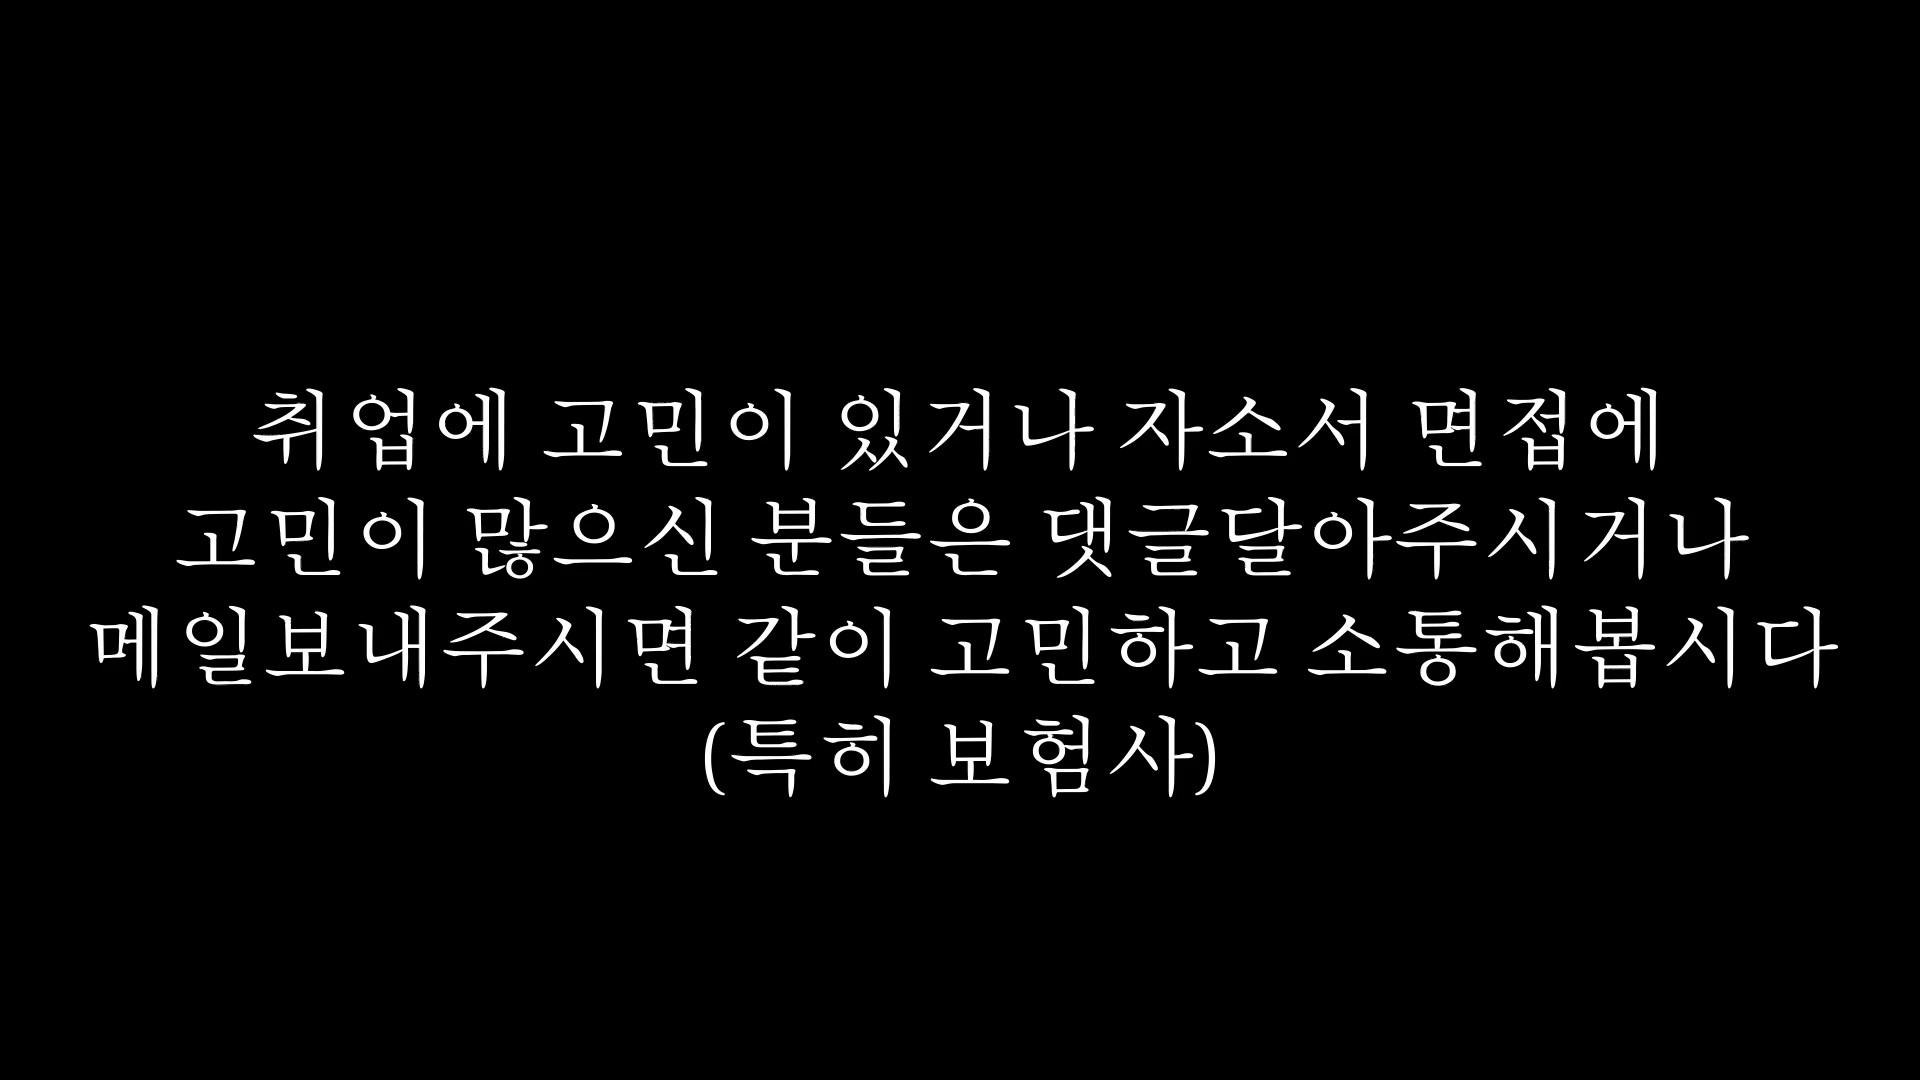 취업에 고민이 있거나 자소서 면접에
고민이 많으신 분들은 댓글달아주시거나
메일보내주시면 같이 고민하고 소통해봅시다
(특히 보험사)